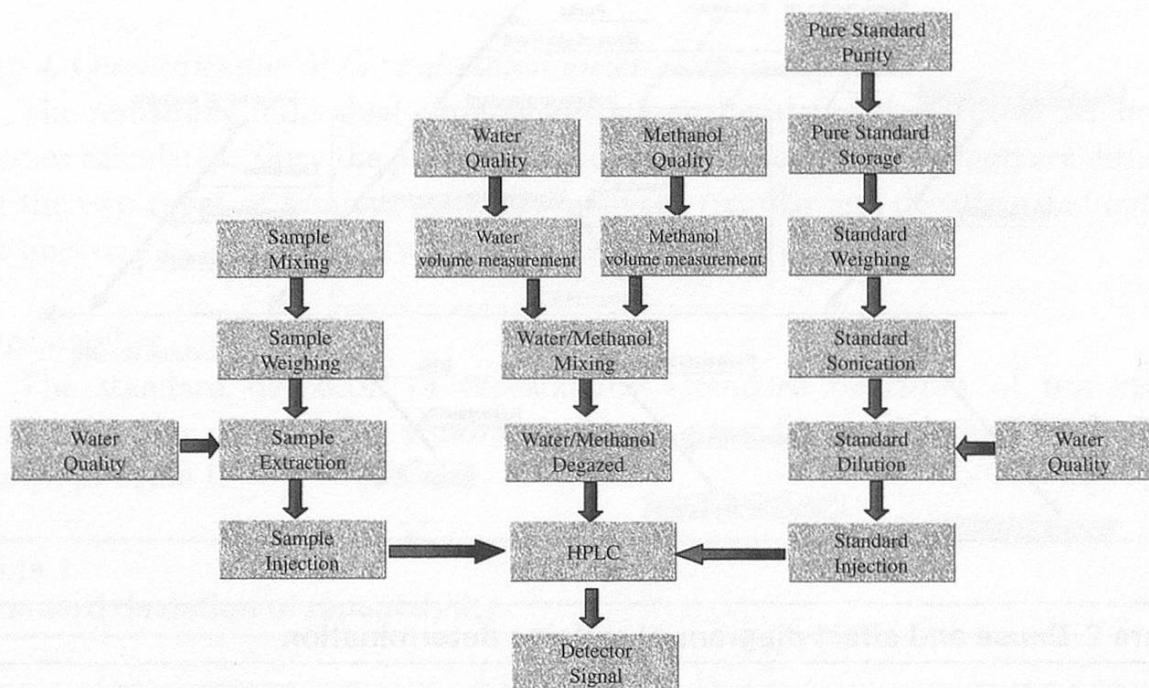 Pure Standard
Purity
Water
Quality
Methanol
Quality
Pure Standard
Storage
Sample
Mixing
Water
volume measurement
Methanol
volume measurement
Standard
Weighing
Sample
Weighing
Water/Methanol
Mixing
Standard
Sonication
Water
Quality
Sample
Extraction
Water/Methanol
Degazed
Standard
Dilution
Water
Quality
Sample
Injection
HPLC
Standard
Injection
Detector
Signal